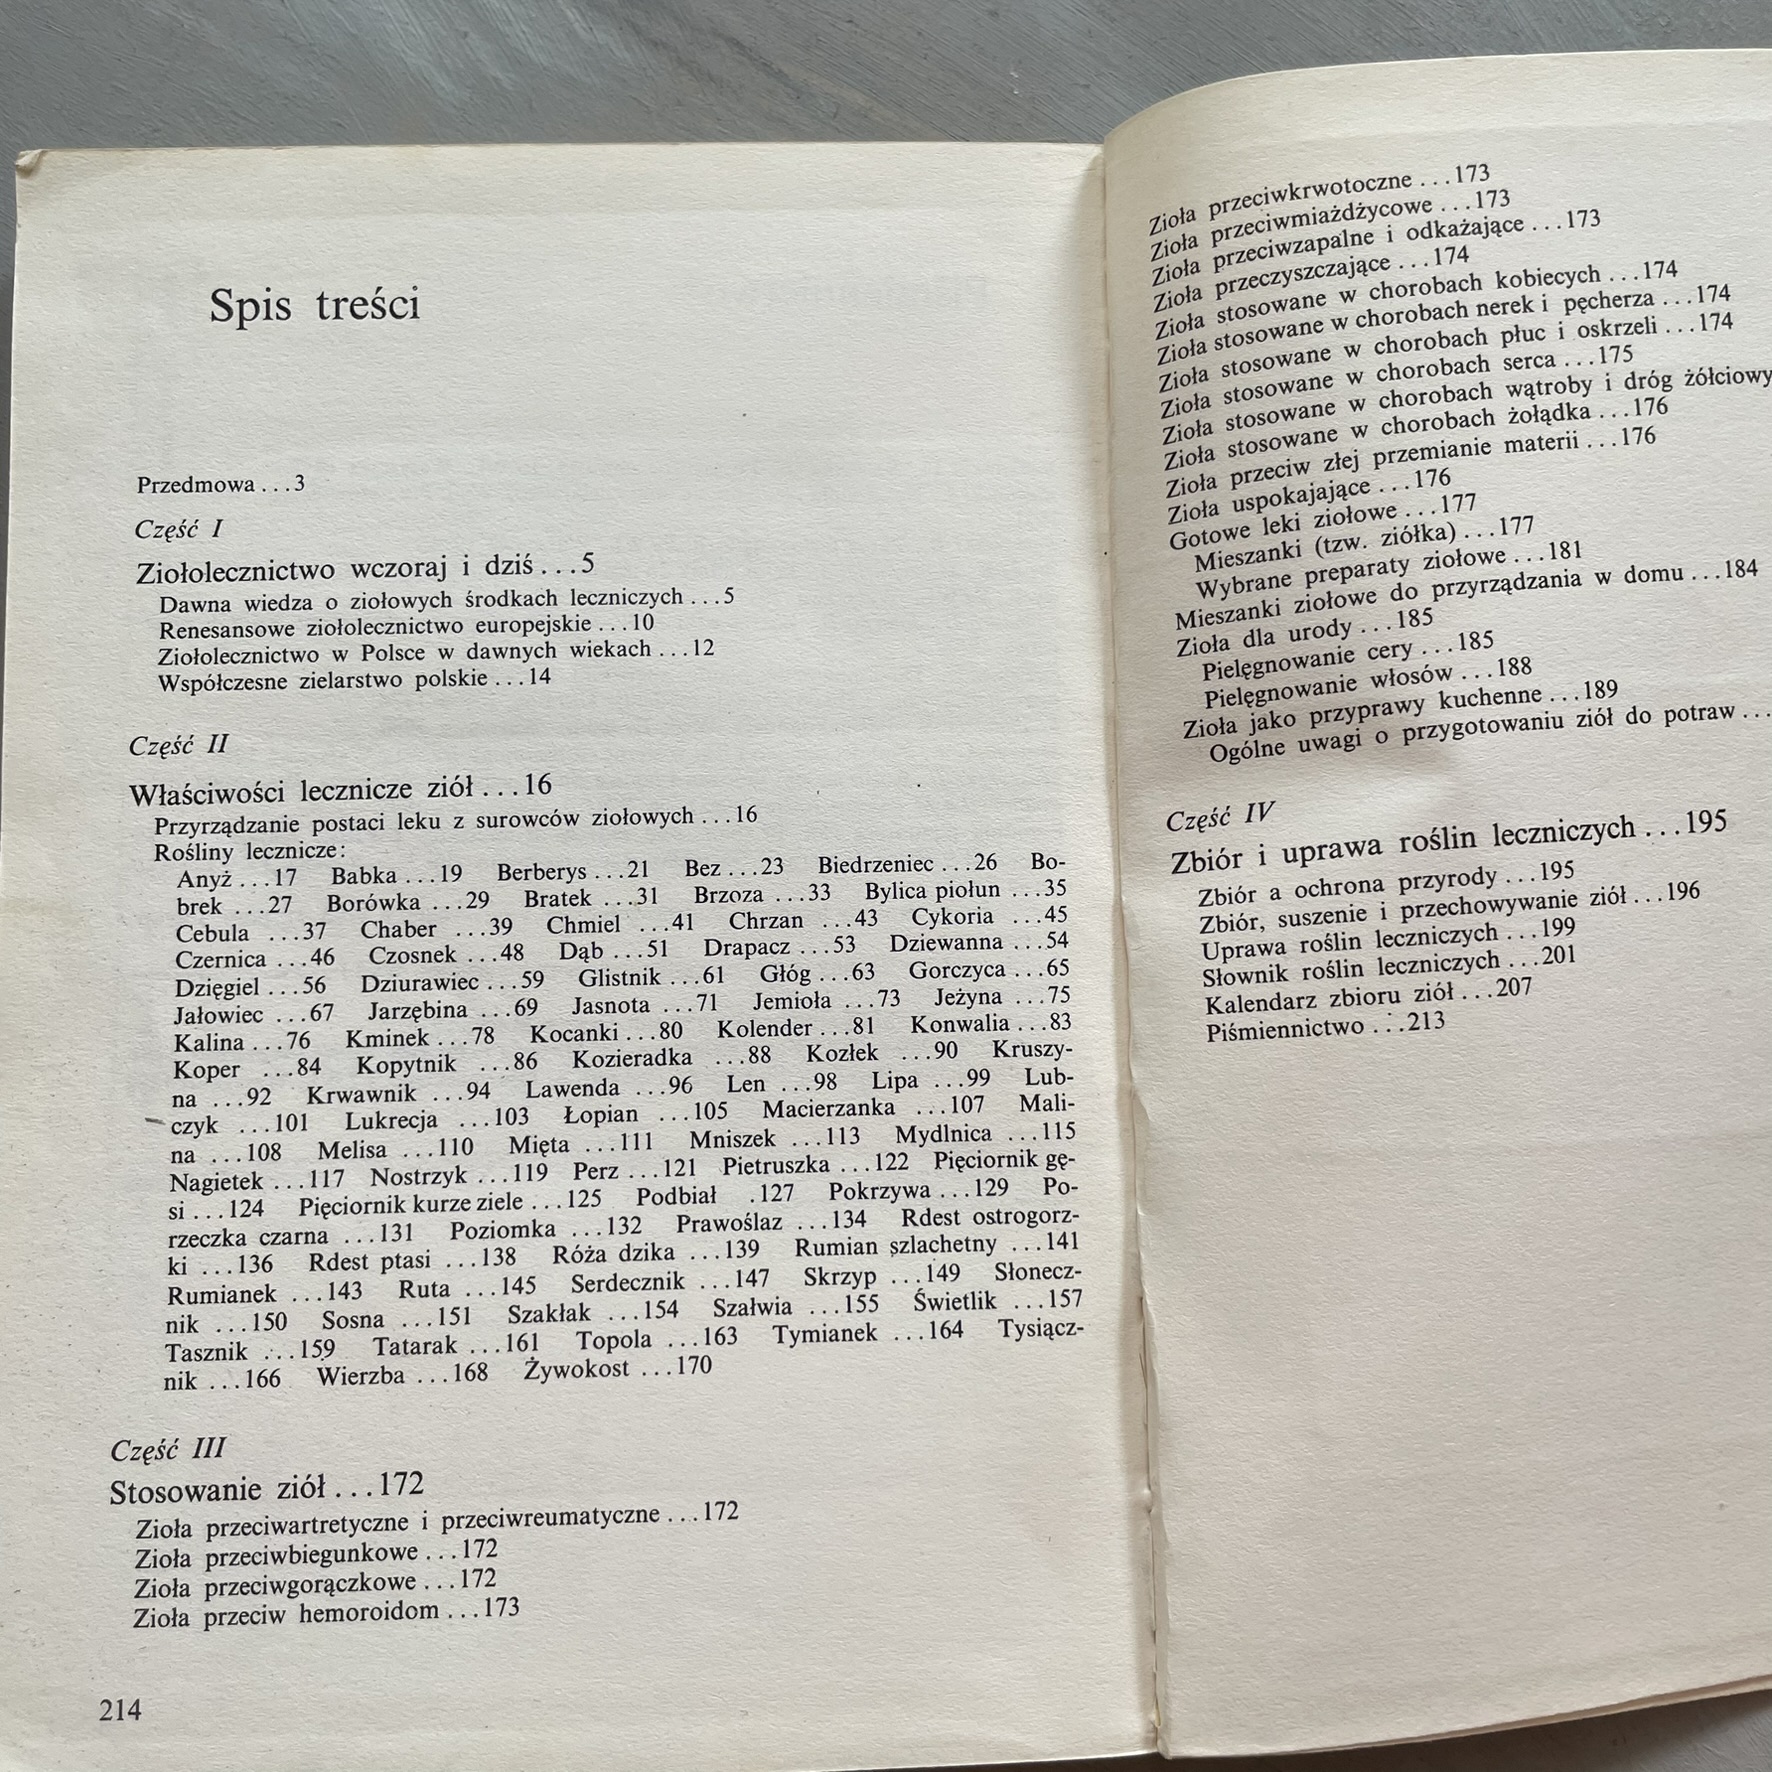 Spis treści
Przedmowa...3
Część I
Ziołolecznictwo wczoraj i dziś...5
Dawna wiedza o ziołowych środkach leczniczych...5
Renesansowe ziołolecznictwo europejskie...10
Ziołolecznictwo w Polsce w dawnych wiekach...12
Współczesne zielarstwo polskie...14
Część II
Właściwości lecznicze ziół...16
Przyrządzanie postaci leku z surowców ziołowych...16
Rośliny lecznicze:
Anyż...17 Babka...19 Berberys...21 Bez...23 Biedrzeniec...26 Bo-
brek ...27 Borówka ...29 Bratek ...31 Brzoza ...33 Bylica piołun ...35
Cebula ...37 Chaber ...39 Chmiel ...41 Chrzan ...43 Cykoria ...45
Czernica ...46 Czosnek ...48 Dąb ...51 Drapacz ...53 Dziewanna ...54
Dzięgiel ...56 Dziurawiec ...59 Glistnik ...61 Głóg ...63 Gorczyca ...65
Jałowiec ...67 Jarzębina ...69 Jasnota ...71 Jemioła ...73 Jeżyna ...75
Kalina ...76 Kminek ...78 Kocanki ...80 Kolender ...81 Konwalia ...83
Koper ...84 Kopytnik ...86 Kozieradka ...88 Kozłek ...90 Kruszy-
na ...92 Krwawnik ...94 Lawenda ...96 Len ...98 Lipa ...99 Lub-
czyk ...101 Lukrecja ...103 Łopian ...105 Macierzanka ...107 Mali-
na ...108 Melisa ...110 Mięta ...111 Mniszek ...113 Mydlnica ...115
Nagietek ...117 Nostrzyk ...119 Perz ...121 Pietruszka ...122 Pięciornik gę-
si ...124 Pięciornik kurze ziele ...125 Podbiał .127 Pokrzywa ...129 Po-
rzeczka czarna ...131 Poziomka ...132 Prawoślaz ...134 Rdest ostrogorz-
ki ...136 Rdest ptasi ...138 Róża dzika ...139 Rumian szlachetny ...141
Rumianek ...143 Ruta ...145 Serdecznik ...147 Skrzyp ...149 Słonecz-
nik ...150 Sosna ...151 Szakłak ...154 Szałwia ...155 Świetlik ...157
Tasznik ...159 Tatarak ...161 Topola ...163 Tymianek ...164 Tysiącz-
nik ...166 Wierzba ...168 Żywokost ...170
Część III
Stosowanie ziół...172
Zioła przeciwartretyczne i przeciwreumatyczne...172
Zioła przeciwbiegunkowe...172
Zioła przeciwgorączkowe...172
Zioła przeciw hemoroidom...173
214
Zioła przeciwkrwotoczne...173
Zioła przeciwmiażdżycowe...173
Zioła przeciwzapalne i odkażające...173
Zioła przeczyszczające...174
Zioła stosowane w chorobach kobiecych...174
Zioła stosowane w chorobach nerek i pęcherza...174
Zioła stosowane w chorobach płuc i oskrzeli...174
Zioła stosowane w chorobach serca...175
Zioła stosowane w chorobach wątroby i dróg żółciowy
Zioła stosowane w chorobach żołądka...176
Zioła przeciw złej przemianie materii...176
Zioła uspokajające...176
Gotowe leki ziołowe...177
Mieszanki (tzw. ziółka)...177
Wybrane preparaty ziołowe...181
Mieszanki ziołowe do przyrządzania w domu...184
Zioła dla urody...185
Pielęgnowanie cery...185
Pielęgnowanie włosów...188
Zioła jako przyprawy kuchenne...189
Ogólne uwagi o przygotowaniu ziół do potraw...
Część IV
Zbiór i uprawa roślin leczniczych...195
Zbiór a ochrona przyrody...195
Zbiór, suszenie i przechowywanie ziół...196
Uprawa roślin leczniczych...199
Słownik roślin leczniczych...201
Kalendarz zbioru ziół...207
Piśmiennictwo...213